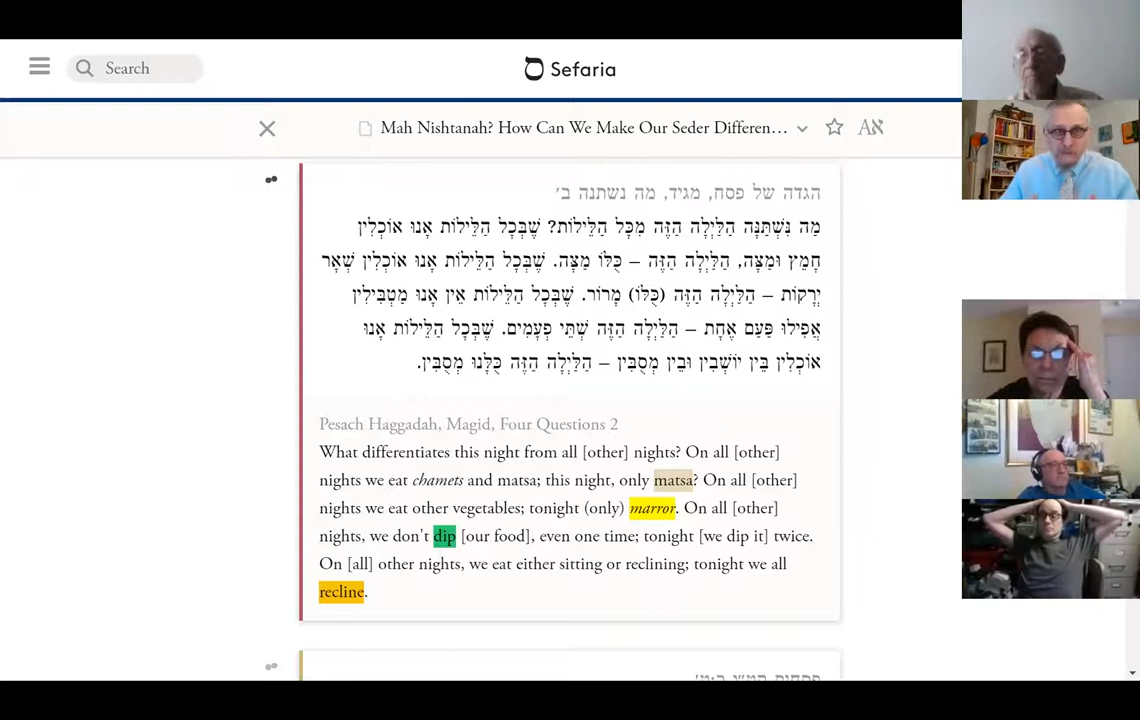 Search
Sefaria
Mah Nishtanah? How Can We Make Our Seder Differen…
הגדה של פסח, מגיד, מה נשתנה ב׳
מַה נִּשְׁתַּנָּה הַלַּיְלָה הַזֶּה מִכָּל הַלֵּילוֹת? שֶׁבְּכָל הַלֵּילוֹת אָנוּ אוֹכְלִין
חָמֵץ וּמַצָּה, הַלַּיְלָה הַזֶּה – כֻּלּוֹ מַצָּה. שֶׁבְּכָל הַלֵּילוֹת אָנוּ אוֹכְלִין שְׁאָר
יְרָקוֹת – הַלַּיְלָה הַזֶּה (כֻּלּוֹ) מָרוֹר. שֶׁבְּכָל הַלֵּילוֹת אֵין אָנוּ מַטְבִּילִין
אֲפִילוּ פַּעַם אֶחָת – הַלַּיְלָה הַזֶּה שְׁתֵּי פְעָמִים. שֶׁבְּכָל הַלֵּילוֹת אָנוּ
אוֹכְלִין בֵּין יוֹשְׁבִין וּבֵין מְסֻבִּין – הַלַּיְלָה הַזֶּה כֻּלָּנוּ מְסֻבִּין.
Pesach Haggadah, Magid, Four Questions 2
What differentiates this night from all [other] nights? On all [other]
nights we eat chamets and matsa; this night, only matsa? On all [other]
nights we eat other vegetables; tonight (only) marror. On all [other]
nights, we don't dip [our food], even one time; tonight [we dip it] twice.
On [all] other nights, we eat either sitting or reclining; tonight we all
recline.